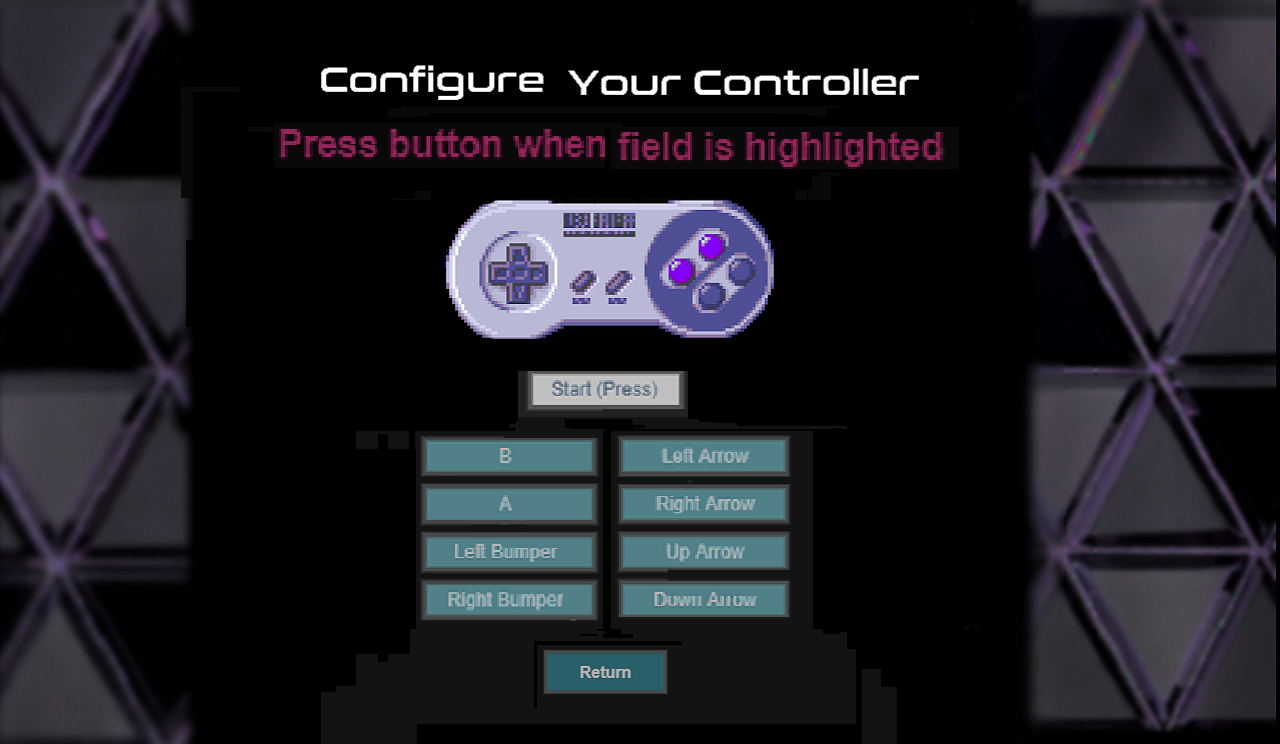 Configure Your Controller
Press button when field is highlighted
Start (Press)
B
Left Arrow
A
Right Arrow
Left Bumper
Up Arrow
Right Bumper
Down Arrow
Return